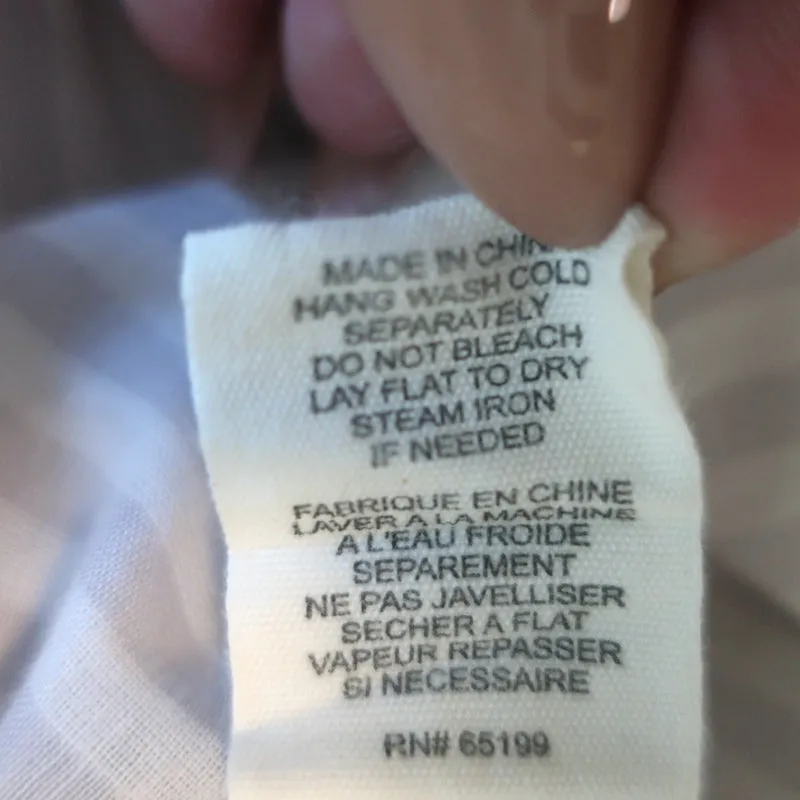 MADE IN CHIN
HANG WASH COLD
SEPARATELY
DO NOT BLEACH
LAY FLAT TO DRY
STEAM IRON
IF NEEDED
FABRIQUE EN CHINE
LAVER A LA MACHINE
A L'EAU FROIDE
SEPAREMENT
NE PAS JAVELLISER
SECHER A FLAT
VAPEUR REPASSER
SI NECESSAIRE
RN# 65199